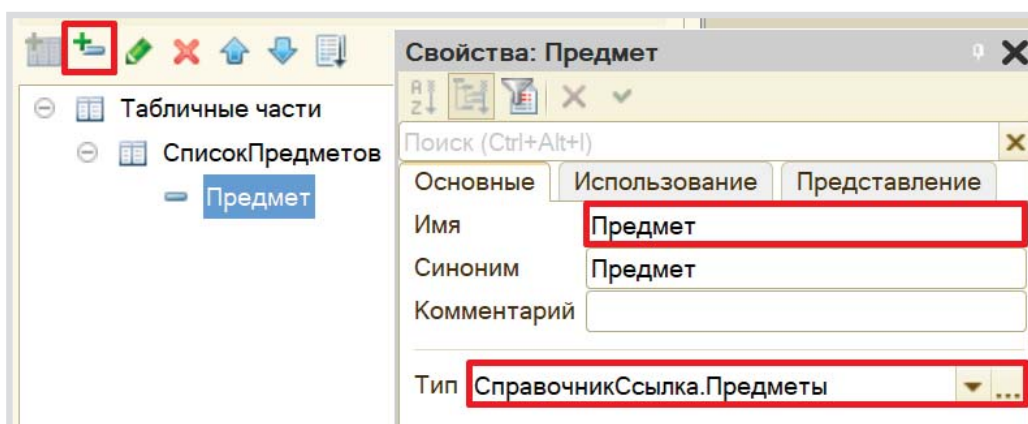 Свойства: Предмет
Табличные части
СписокПредметов
Предмет
Поиск (Ctrl+Alt+I)
Основные Использование Представление
Имя Предмет
Синоним Предмет
Комментарий
Тип СправочникСсылка.Предметы